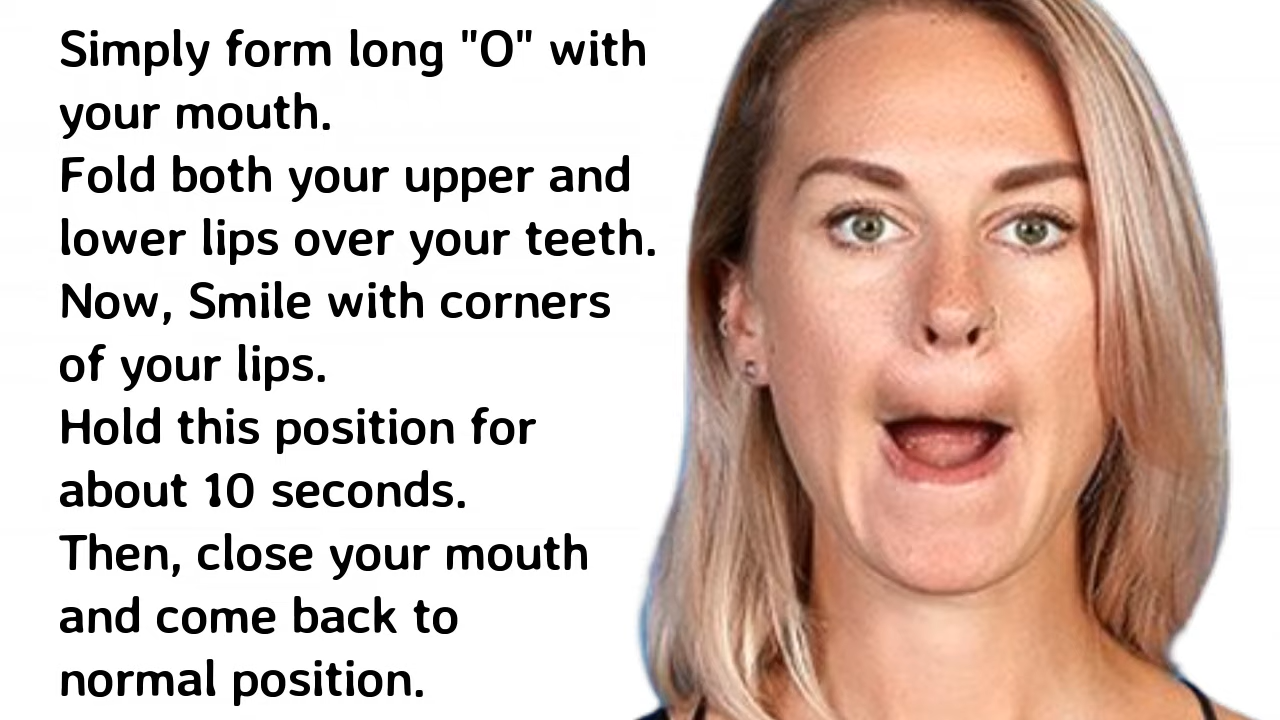 Simply form long "O" with
your mouth.
Fold both your upper and
lower lips over your teeth.
Now, Smile with corners
of your lips.
Hold this position for
about 10 seconds.
Then, close your mouth
and come back to
normal position.